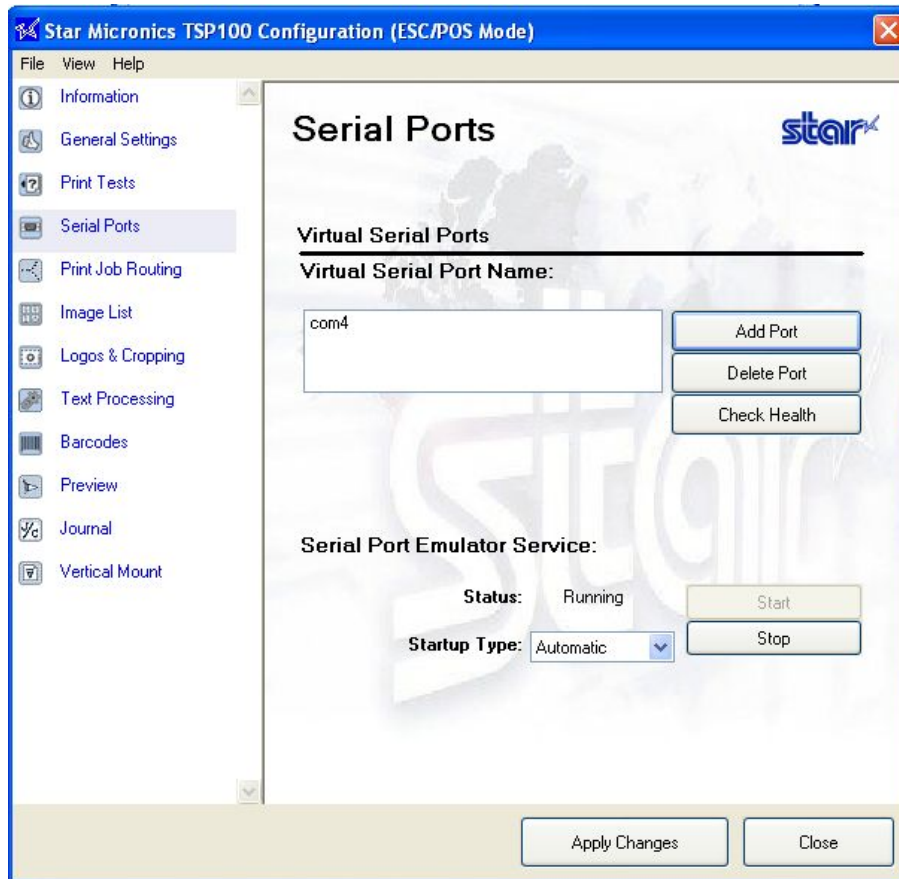 Star Micronics TSP100 Configuration (ESC/POS Mode)
File View Help
Information
General Settings
Print Tests
Serial Ports
Print Job Routing
Image List
Logos & Cropping
Text Processing
Barcodes
Preview
Journal
Vertical Mount
Serial Ports
star
Virtual Serial Ports
Virtual Serial Port Name:
com4
Add Port
Delete Port
Check Health
star
Serial Port Emulator Service:
Status: Running
Start
Startup Type: Automatic
Stop
Apply Changes
Close